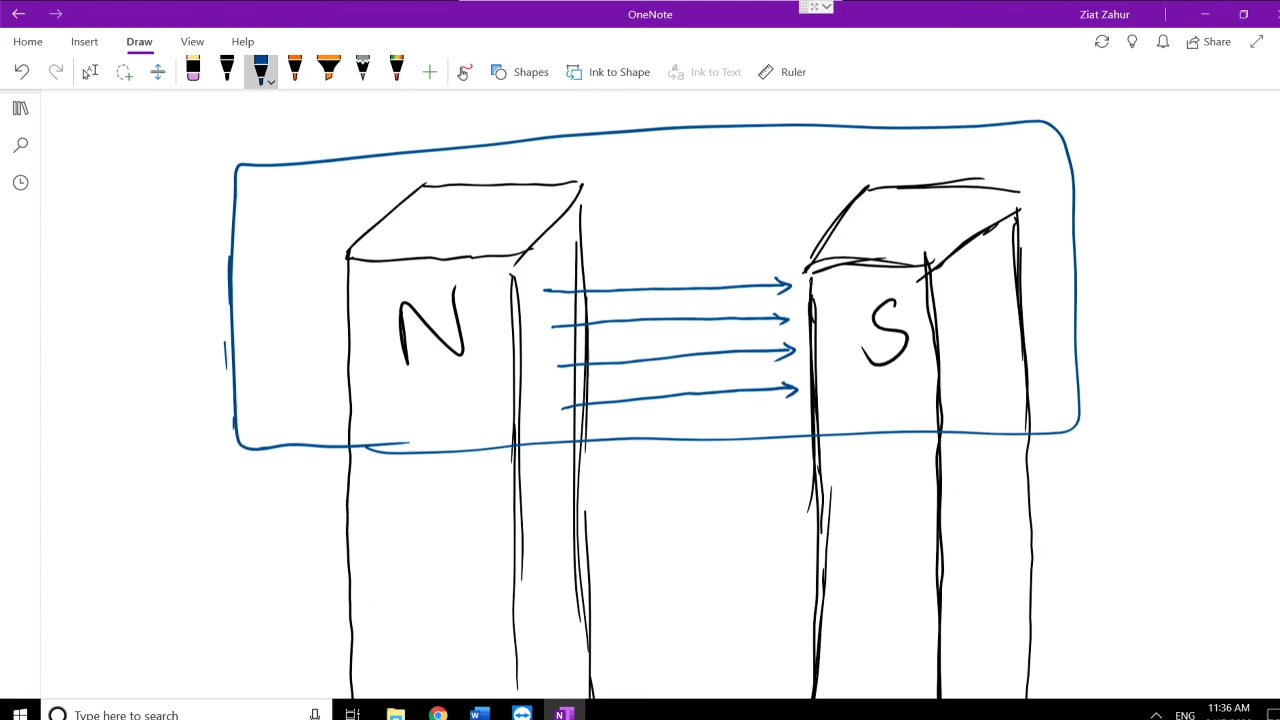 OneNote
Ziat Zahur
Home Insert Draw View Help
Share
Shapes Ink to Shape Ink to Text Ruler
N S
Type here to search
ENG
11:36 AM